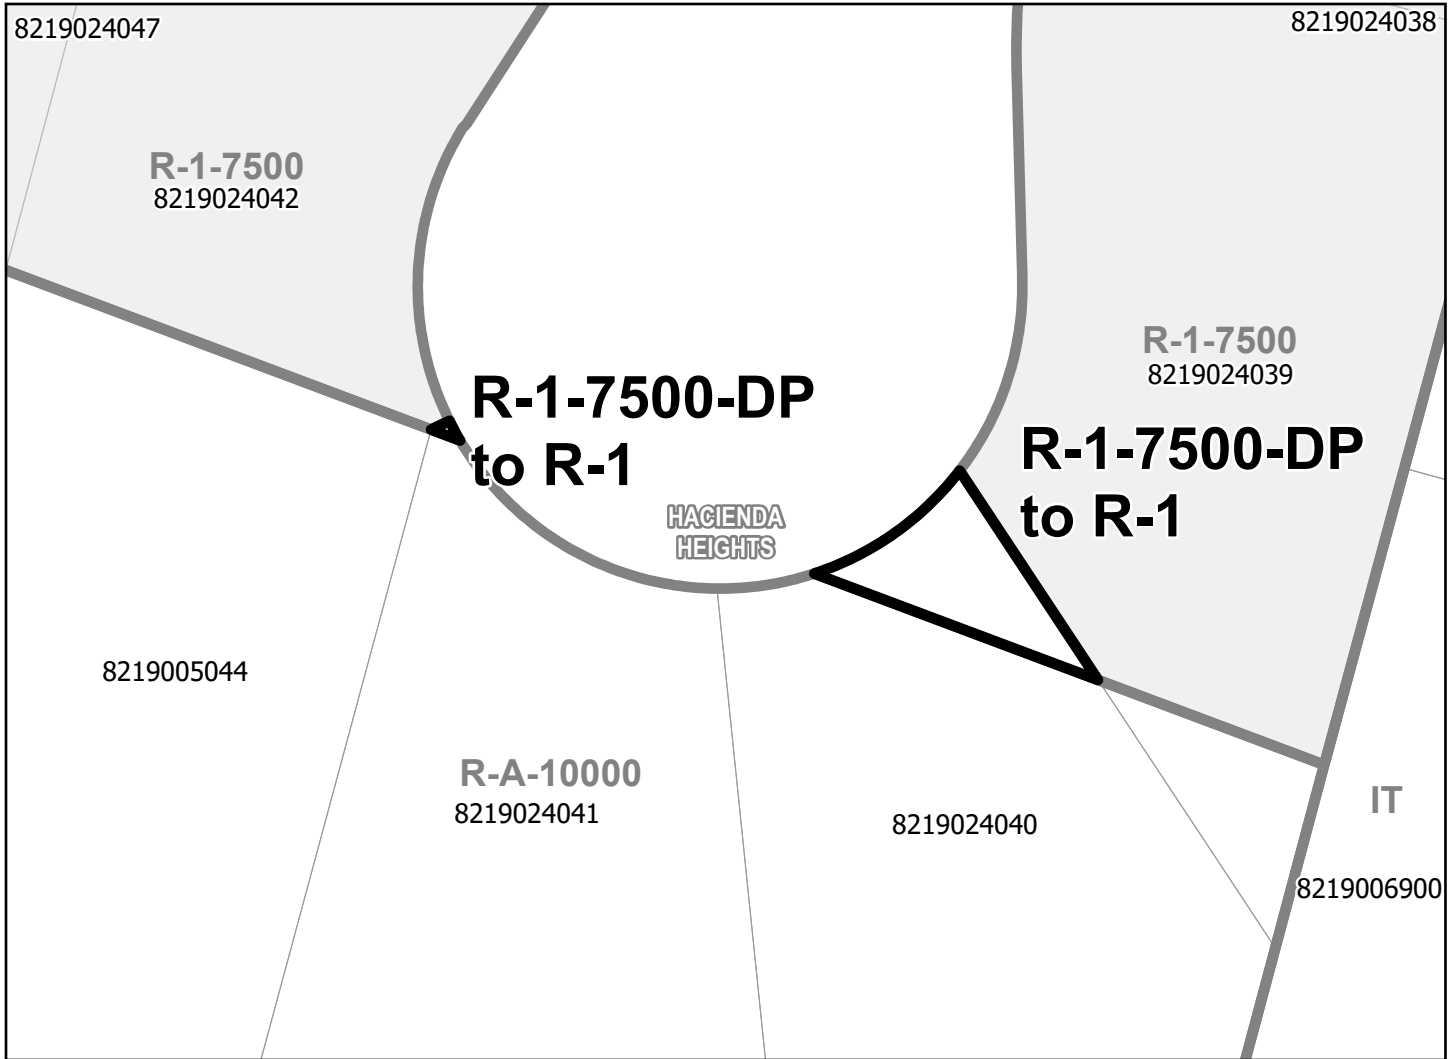 8219024047
8219024038
R-1-7500
8219024042
R-1-7500
8219024039
R-1-7500-DP
to R-1
R-1-7500-DP
to R-1
HACIENDA
HEIGHTS
8219005044
R-A-10000
8219024041
8219024040
IT
8219006900